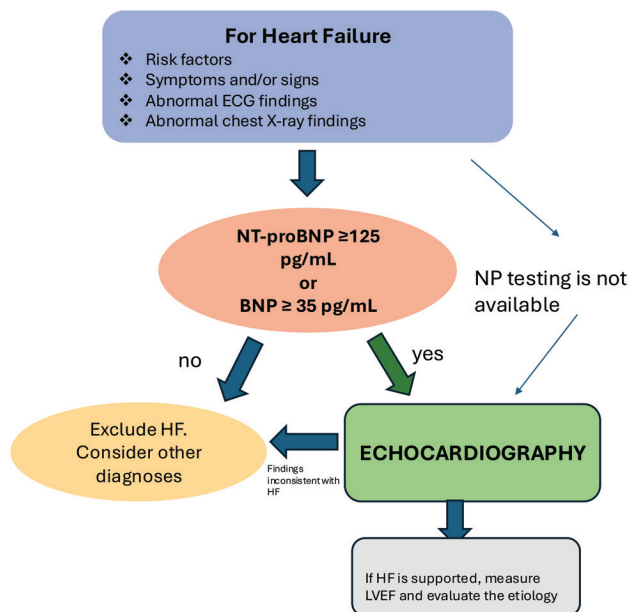 For Heart Failure
❖ Risk factors
❖ Symptoms and/or signs
❖ Abnormal ECG findings
❖ Abnormal chest X-ray findings
NT-proBNP ≥125
pg/mL
or
BNP ≥ 35 pg/mL
NP testing is not
available
no
yes
Exclude HF.
Consider other
diagnoses
Findings
inconsistent with
HF
ECHOCARDIOGRAPHY
If HF is supported, measure
LVEF and evaluate the etiology